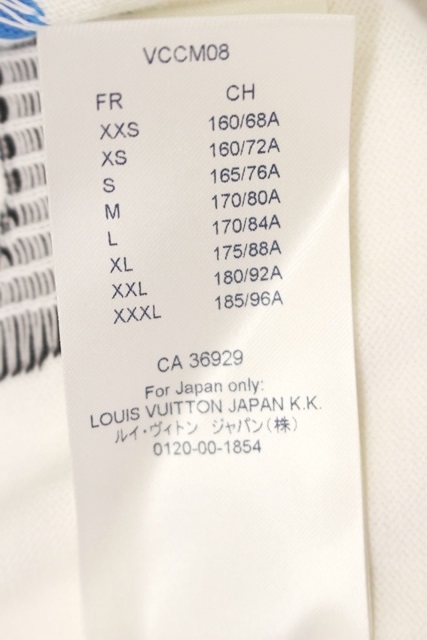 VCCM08
FR CH
XXS 160/68A
XS 160/72A
S 165/76A
M 170/80A
L 170/84A
XL 175/88A
XXL 180/92A
XXXL 185/96A
CA 36929
For Japan only:
LOUIS VUITTON JAPAN K.K.
ルイ・ヴィトン ジャパン(株)
0120-00-1854